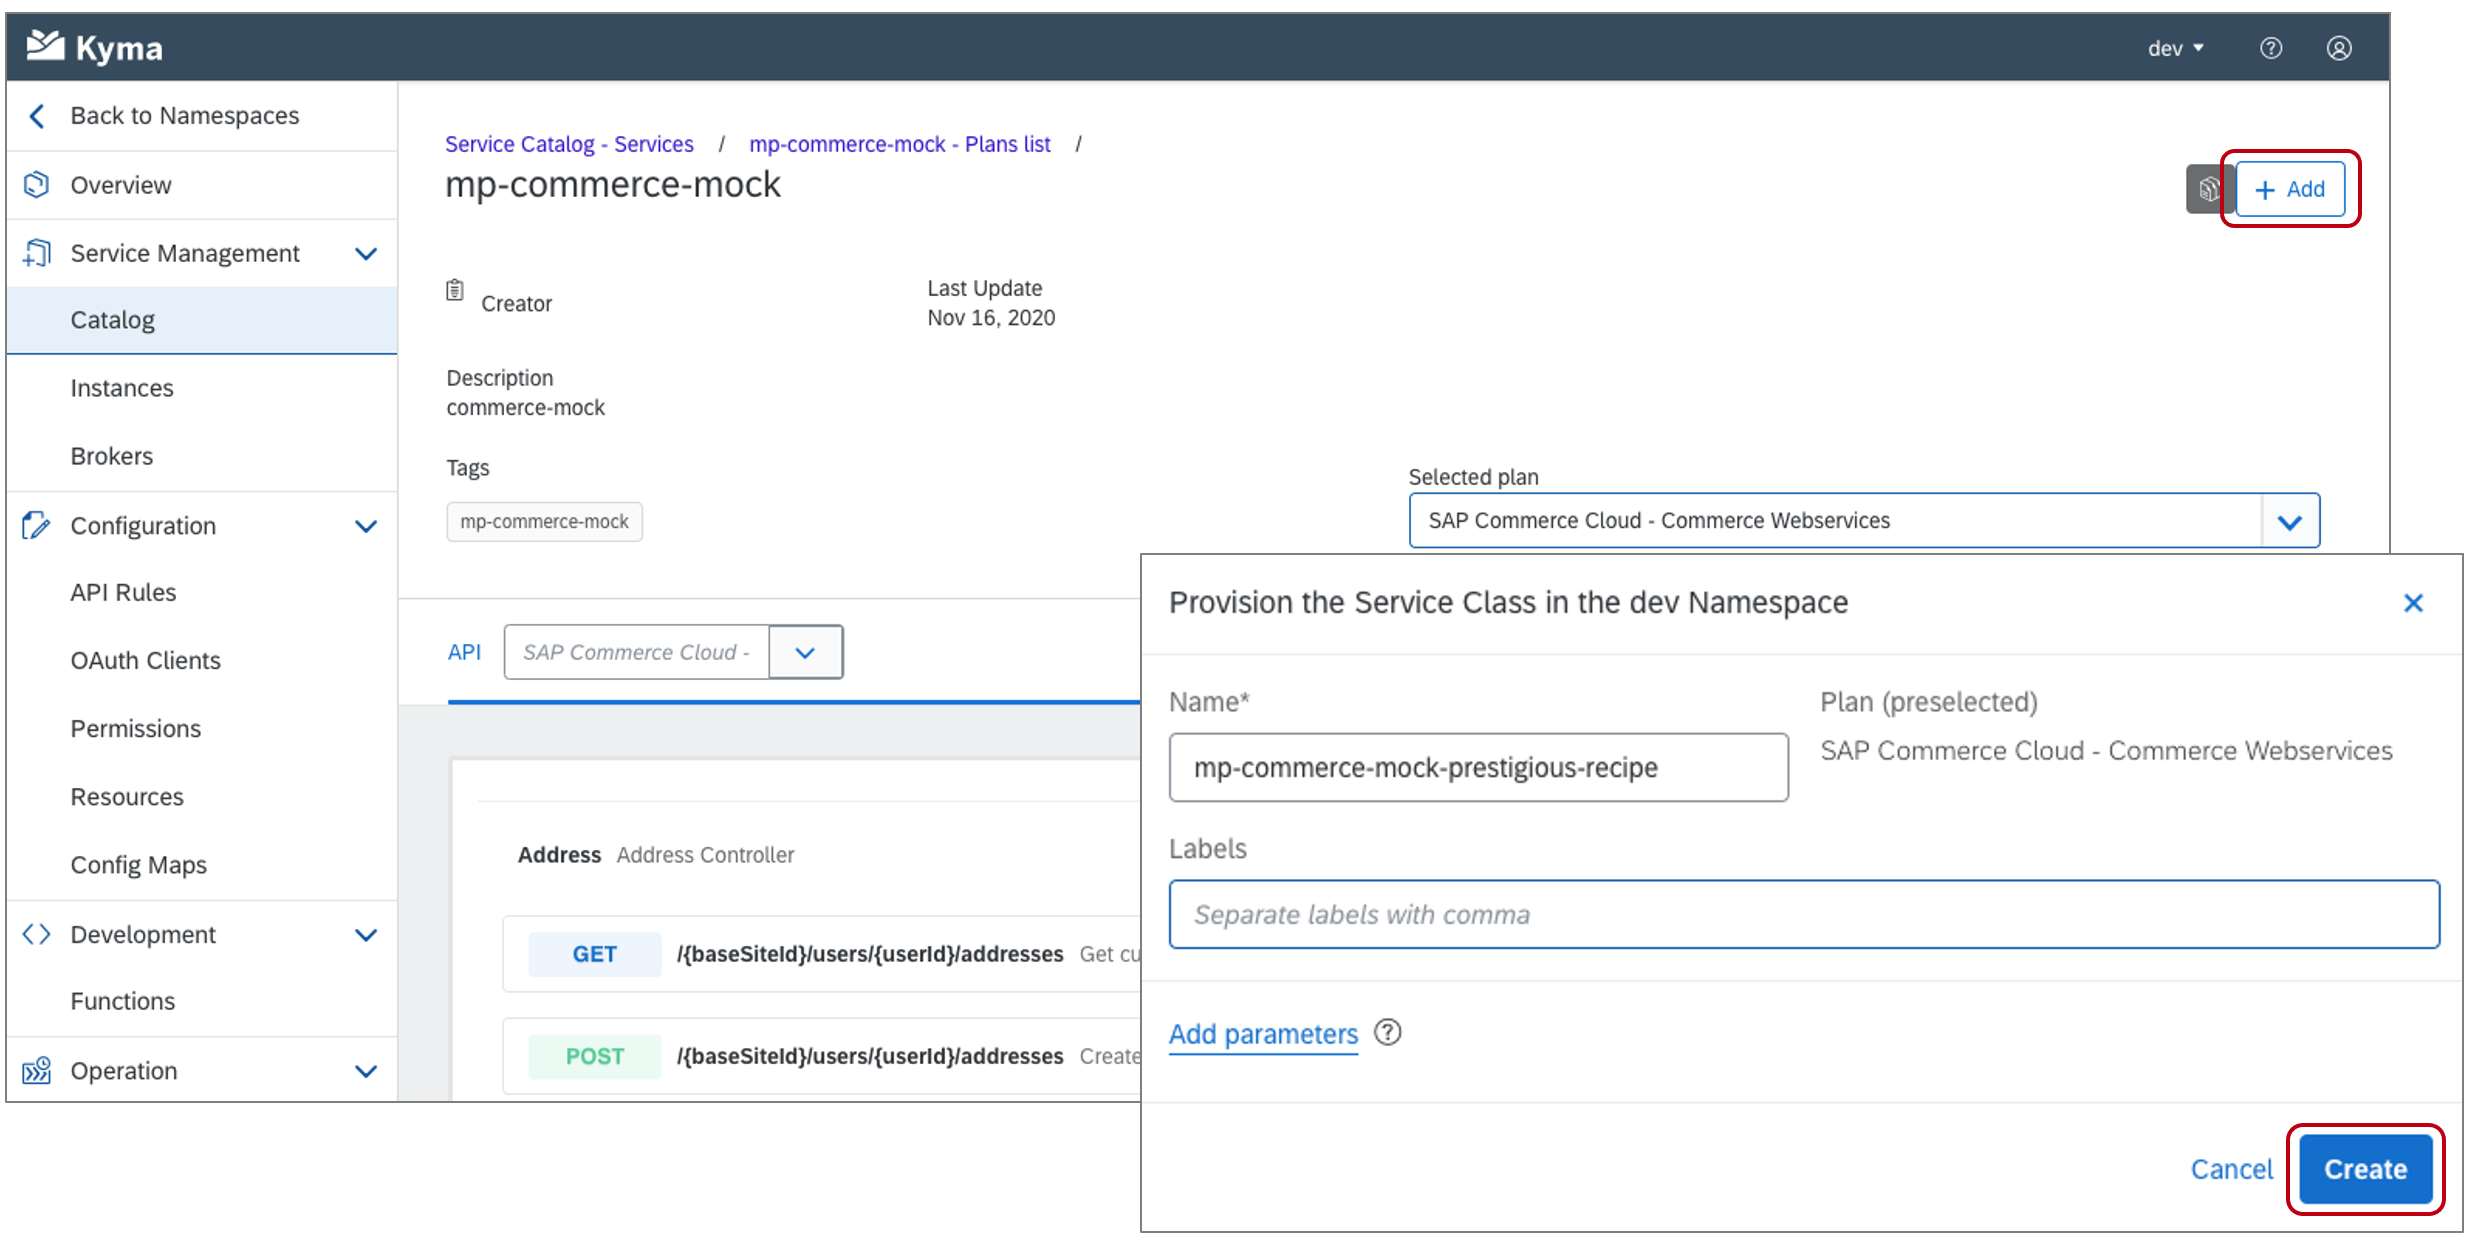 Kyma
dev
Back to Namespaces
Overview
Service Management
Catalog
Instances
Brokers
Configuration
API Rules
OAuth Clients
Permissions
Resources
Config Maps
Development
Functions
Operation
Service Catalog - Services / mp-commerce-mock - Plans list /
mp-commerce-mock
+ Add
Creator
Last Update
Nov 16, 2020
Description
commerce-mock
Tags
mp-commerce-mock
Selected plan
SAP Commerce Cloud - Commerce Webservices
API
SAP Commerce Cloud -
Address Address Controller
GET /{baseSiteId}/users/{userId}/addresses Get cu
POST /{baseSiteId}/users/{userId}/addresses Create
Provision the Service Class in the dev Namespace
Name*
mp-commerce-mock-prestigious-recipe
Plan (preselected)
SAP Commerce Cloud - Commerce Webservices
Labels
Separate labels with comma
Add parameters ?
Cancel
Create